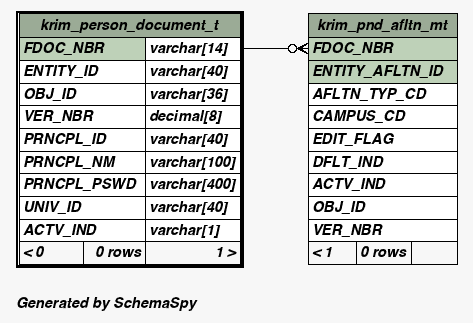 krim_person_document_t
FDOC_NBR varchar[14]
ENTITY_ID varchar[40]
OBJ_ID varchar[36]
VER_NBR decimal[8]
PRNCPL_ID varchar[40]
PRNCPL_NM varchar[100]
PRNCPL_PSWD varchar[400]
UNIV_ID varchar[40]
ACTV_IND varchar[1]
< 0 0 rows 1 >
krim_pnd_afltn_mt
FDOC_NBR
ENTITY_AFLTN_ID
AFLTN_TYP_CD
CAMPUS_CD
EDIT_FLAG
DFLT_IND
ACTV_IND
OBJ_ID
VER_NBR
< 1 0 rows
Generated by SchemaSpy